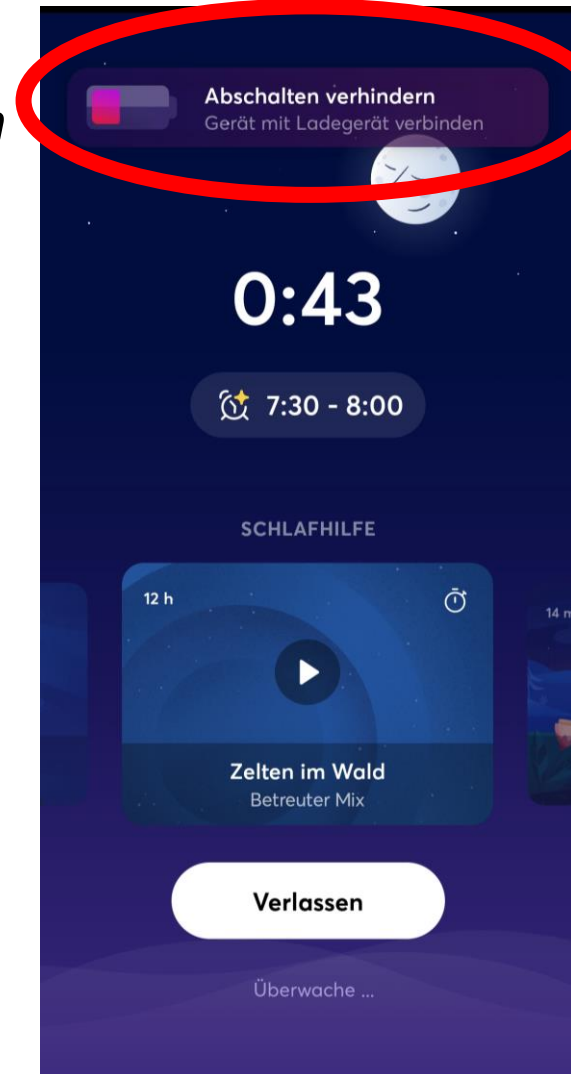 Abschalten verhindern
Gerät mit Ladegerät verbinden
0:43
7:30 - 8:00
SCHLAFHILFE
12 h
Zelten im Wald
Betreuter Mix
Verlassen
Überwache ...